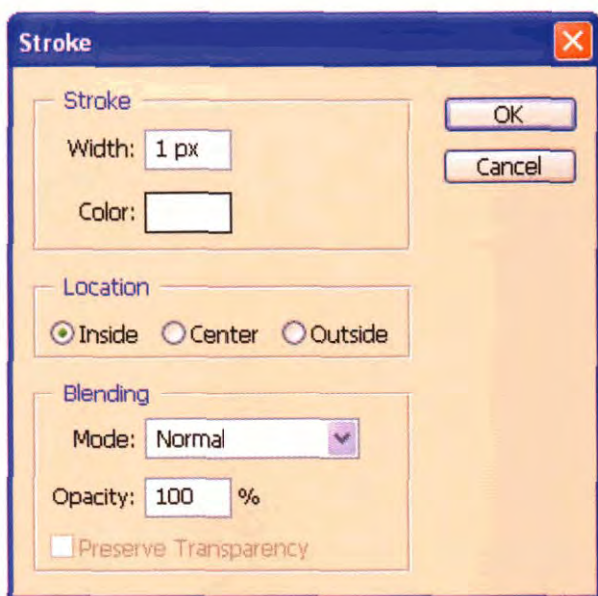 Stroke
Stroke
Width: 1 px
Color:
OK
Cancel
Location
Inside Center Outside
Blending
Mode: Normal
Opacity: 100 %
Preserve Transparency